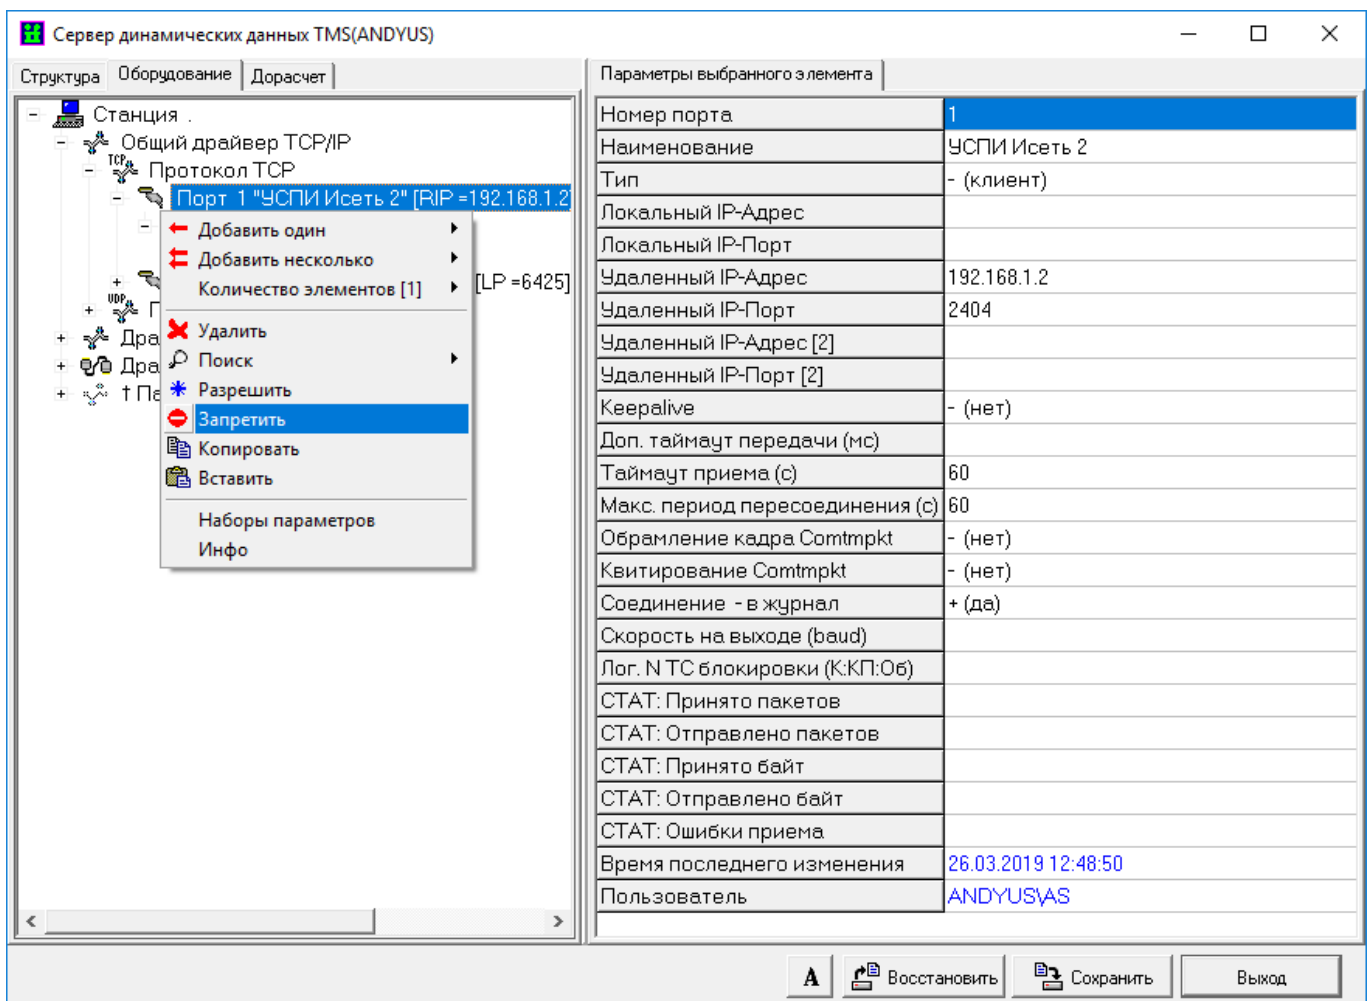 Сервер динамических данных TMS(ANDYUS)
Структура Оборудование Дорасчет
Станция .
Общий драйвер TCP/IP
TCP Протокол TCP
Порт 1 "УСПИ Исеть 2" [RIP =192.168.1.2]
[LP =6425]
UDP П
Дра
Дра
† Па
Добавить один
Добавить несколько
Количество элементов [1]
Удалить
Поиск
Разрешить
Запретить
Копировать
Вставить
Наборы параметров
Инфо
Параметры выбранного элемента
Номер порта 1
Наименование УСПИ Исеть 2
Тип - (клиент)
Локальный IP-Адрес
Локальный IP-Порт
Удаленный IP-Адрес 192.168.1.2
Удаленный IP-Порт 2404
Удаленный IP-Адрес [2]
Удаленный IP-Порт [2]
Keepalive - (нет)
Доп. таймаут передачи (мс)
Таймаут приема (с) 60
Макс. период пересоединения (с) 60
Обрамление кадра Comtmpkt - (нет)
Квитирование Comtmpkt - (нет)
Соединение - в журнал + (да)
Скорость на выходе (baud)
Лог. N ТС блокировки (К:КП:Об)
СТАТ: Принято пакетов
СТАТ: Отправлено пакетов
СТАТ: Принято байт
СТАТ: Отправлено байт
СТАТ: Ошибки приема
Время последнего изменения 26.03.2019 12:48:50
Пользователь ANDYUS\AS
A Восстановить Сохранить Выход